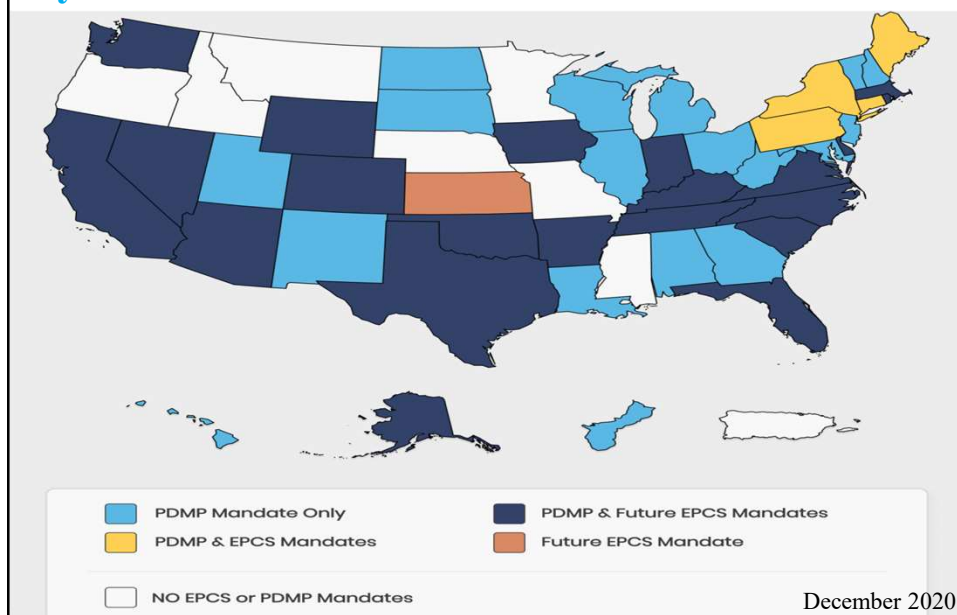 PDMP Mandate Only
PDMP & Future EPCS Mandates
PDMP & EPCS Mandates
Future EPCS Mandate
NO EPCS or PDMP Mandates
December 2020